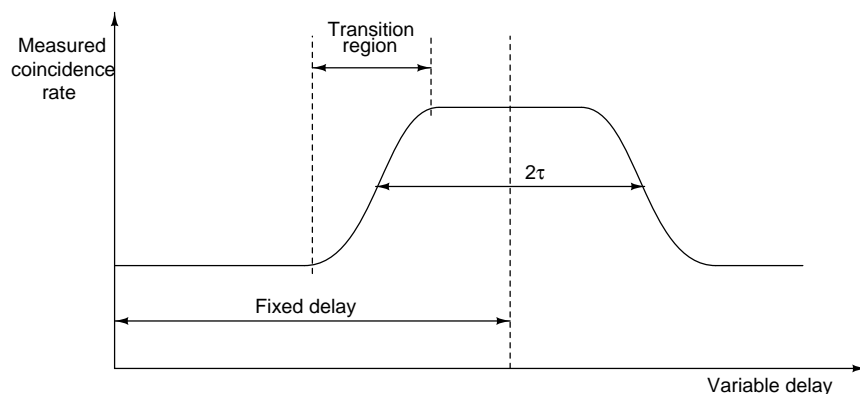 Transition
region
Measured
coincidence
rate
2τ
Fixed delay
Variable delay